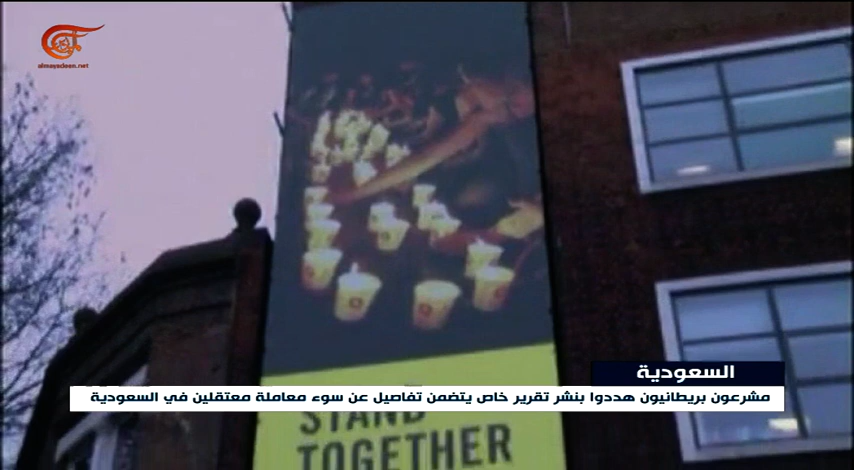 almayadeen.net
السعودية
مشرعون بريطانيون هددوا بنشر تقرير خاص يتضمن تفاصيل عن سوء معاملة معتقلين في السعودية
STAND
TOGETHER